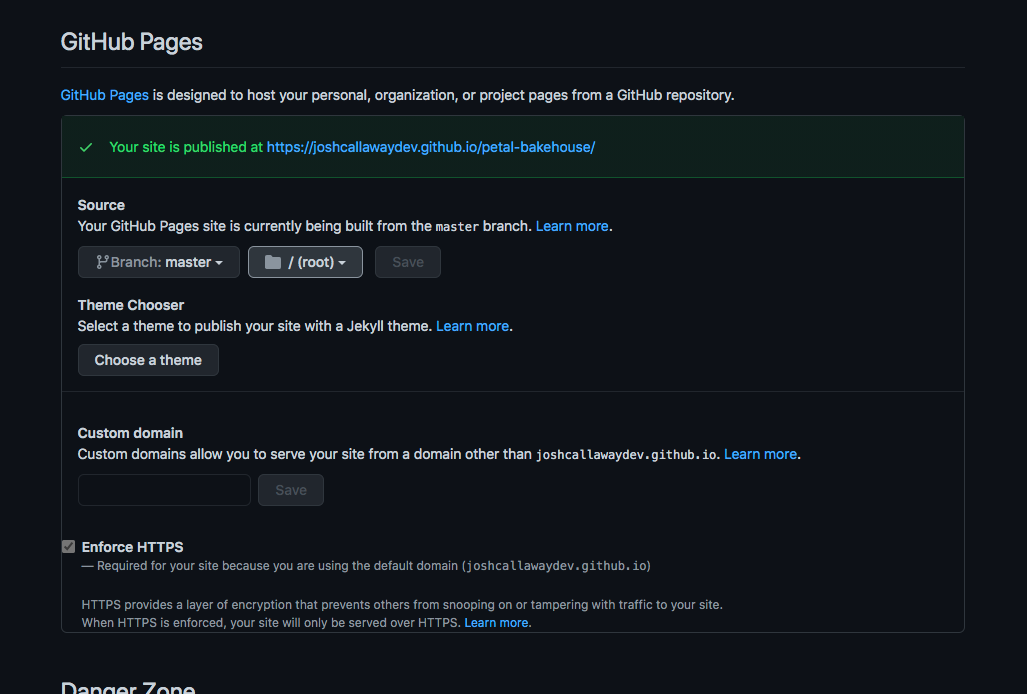 GitHub Pages
GitHub Pages is designed to host your personal, organization, or project pages from a GitHub repository.
Your site is published at https://joshcallawaydev.github.io/petal-bakehouse/
Source
Your GitHub Pages site is currently being built from the master branch. Learn more.
Branch: master
/ (root)
Save
Theme Chooser
Select a theme to publish your site with a Jekyll theme. Learn more.
Choose a theme
Custom domain
Custom domains allow you to serve your site from a domain other than joshcallawaydev.github.io. Learn more.
Save
Enforce HTTPS
— Required for your site because you are using the default domain (joshcallawaydev.github.io)
HTTPS provides a layer of encryption that prevents others from snooping on or tampering with traffic to your site.
When HTTPS is enforced, your site will only be served over HTTPS. Learn more.
Danger Zone